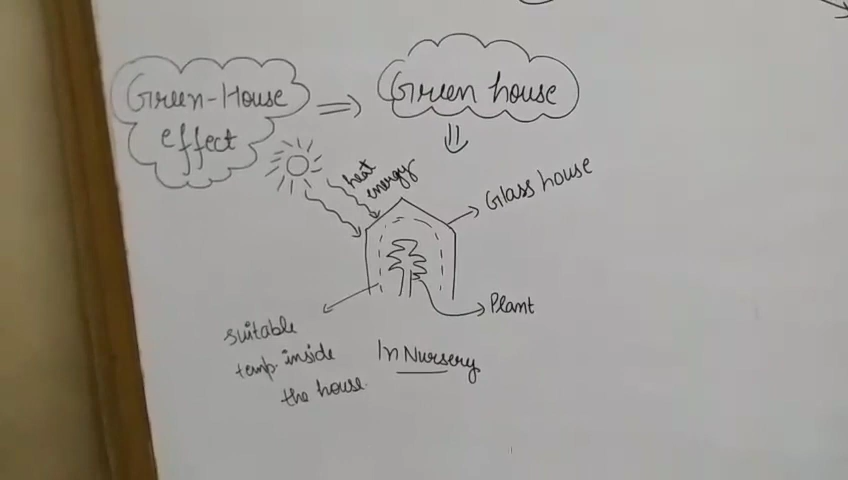 Green-House
effect
Green house
heat
energy
Glass house
Plant
suitable
temp. inside
the house.
In Nursery